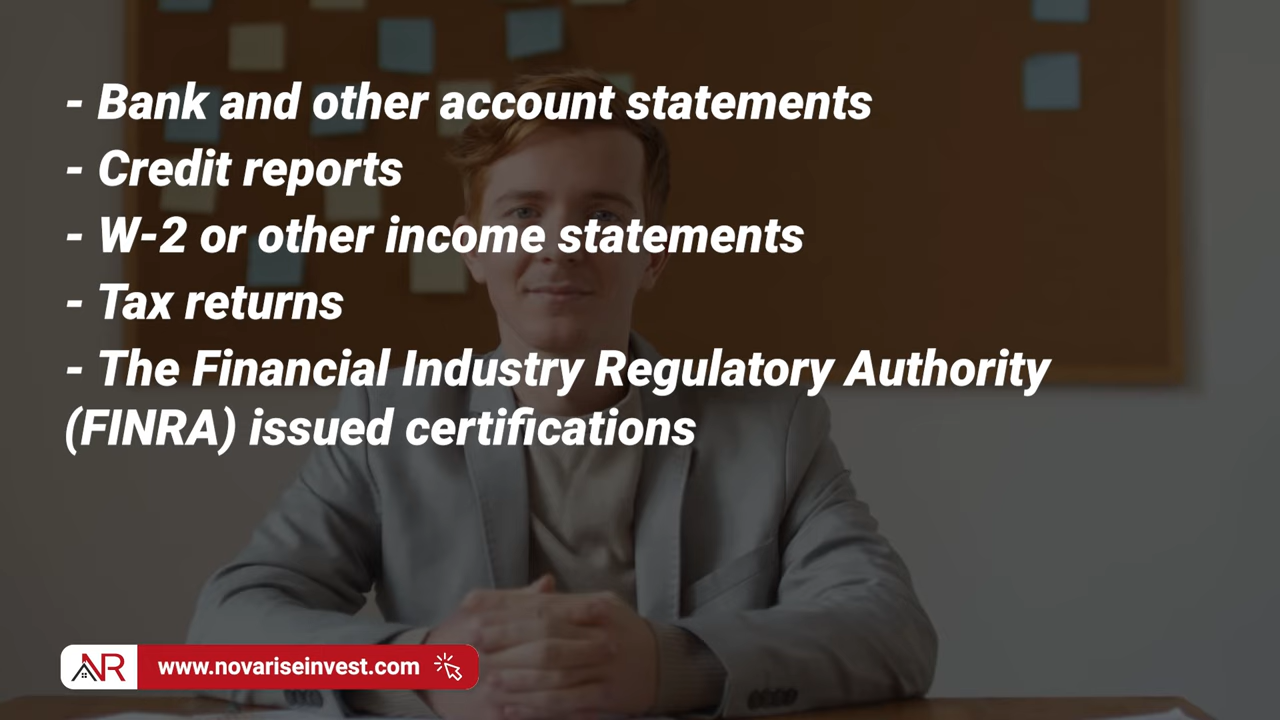 - Bank and other account statements
- Credit reports
- W-2 or other income statements
- Tax returns
- The Financial Industry Regulatory Authority
(FINRA) issued certifications
NR www.novariseinvest.com